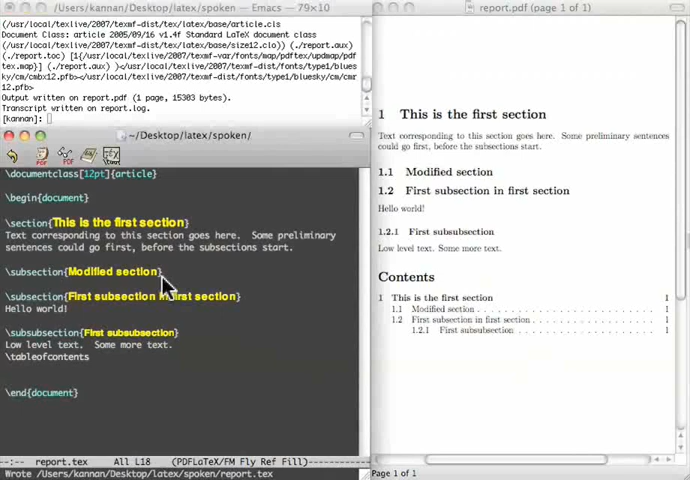 /Users/kannan/Desktop/latex/spoken — Emacs — 79×10
(/usr/local/texlive/2007/texmf-dist/tex/latex/base/article.cls
Document Class: article 2005/09/16 v1.4f Standard LaTeX document class
(/usr/local/texlive/2007/texmf-dist/tex/latex/base/size12.clo)) (./report.aux)
(./report.toc) [1{/usr/local/texlive/2007/texmf-var/fonts/map/pdftex/updmap/pdf
tex.map}] (./report.aux) )</usr/local/texlive/2007/texmf-dist/fonts/type1/blues
ky/cm/cmbx12.pfb></usr/local/texlive/2007/texmf-dist/fonts/type1/bluesky/cm/cmr
12.pfb>
Output written on report.pdf (1 page, 15303 bytes).
Transcript written on report.log.
[kannan]:
~/Desktop/latex/spoken/
PDF
PDF
\documentclass[12pt]{article}
\begin{document}
\section{This is the first section}
Text corresponding to this section goes here. Some preliminary
sentences could go first, before the subsections start.
\subsection{Modified section}
\subsection{First subsection in first section}
Hello world!
\subsubsection{First subsubsection}
Low level text. Some more text.
\tableofcontents
\end{document}
--:-- report.tex All L18 (PDFLaTeX/FM Fly Ref Fill)
Wrote /Users/kannan/Desktop/latex/spoken/report.tex
report.pdf (page 1 of 1)
1 This is the first section
Text corresponding to this section goes here. Some preliminary sentences
could go first, before the subsections start.
1.1 Modified section
1.2 First subsection in first section
Hello world!
1.2.1 First subsubsection
Low level text. Some more text.
Contents
1 This is the first section 1
1.1 Modified section . . . . . . . . . . . . . . . . . . . . . . 1
1.2 First subsection in first section . . . . . . . . . . . . . . 1
1.2.1 First subsubsection . . . . . . . . . . . . . . . . . 1
Page 1 of 1